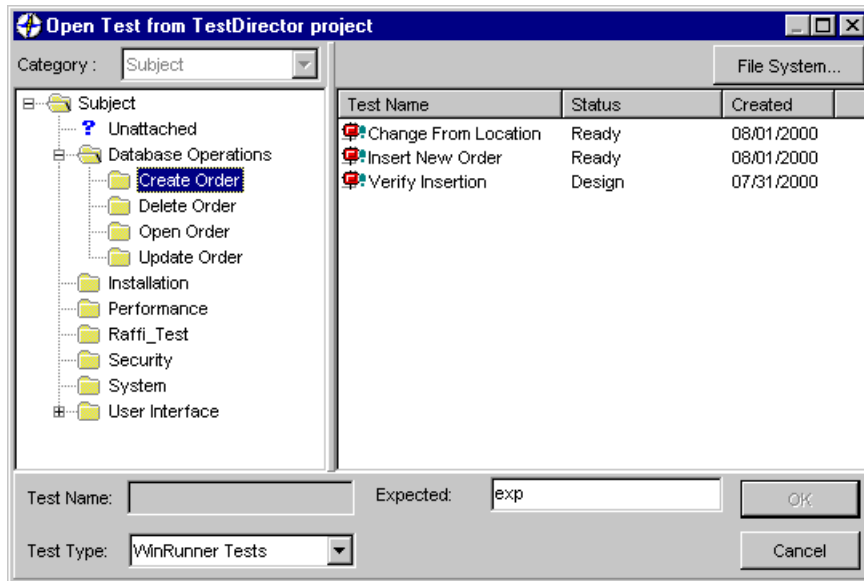 Open Test from TestDirector project
Category : Subject
File System...
Subject
Unattached
Database Operations
Create Order
Delete Order
Open Order
Update Order
Installation
Performance
Raffi_Test
Security
System
User Interface
Test Name Status Created
Change From Location Ready 08/01/2000
Insert New Order Ready 08/01/2000
Verify Insertion Design 07/31/2000
Test Name: Expected: exp OK
Test Type: WinRunner Tests Cancel